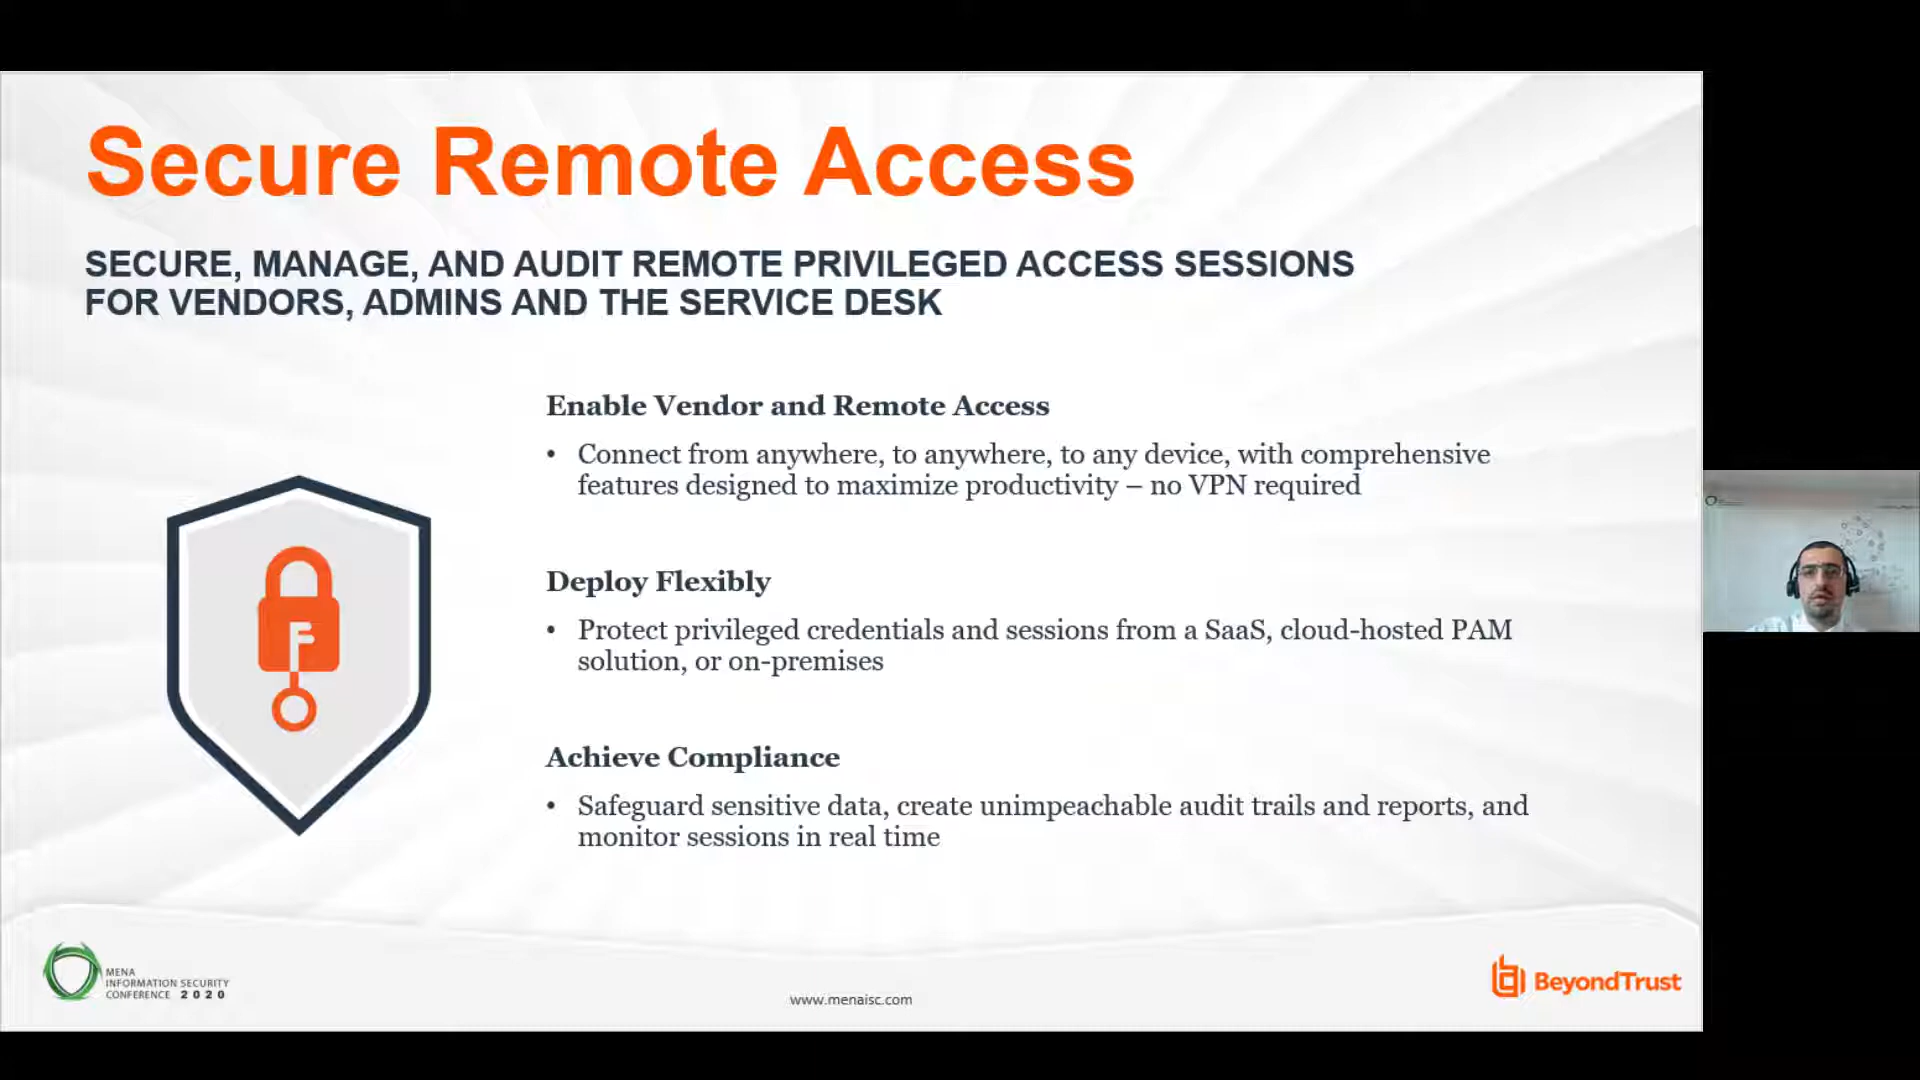 Secure Remote Access
SECURE, MANAGE, AND AUDIT REMOTE PRIVILEGED ACCESS SESSIONS
FOR VENDORS, ADMINS AND THE SERVICE DESK
Enable Vendor and Remote Access
• Connect from anywhere, to anywhere, to any device, with comprehensive
features designed to maximize productivity – no VPN required
Deploy Flexibly
• Protect privileged credentials and sessions from a SaaS, cloud-hosted PAM
solution, or on-premises
Achieve Compliance
• Safeguard sensitive data, create unimpeachable audit trails and reports, and
monitor sessions in real time
MENA
INFORMATION SECURITY
CONFERENCE 2020
www.menaisc.com
BeyondTrust